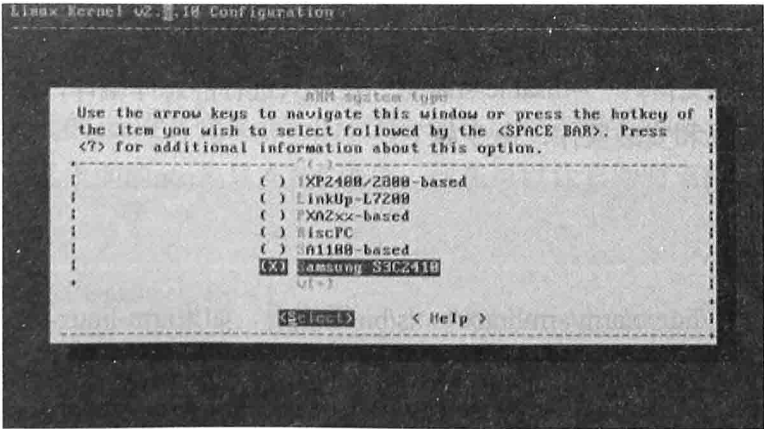 Linux Kernel v2. .10 Configuration
ARM system type
Use the arrow keys to navigate this window or press the hotkey of
the item you wish to select followed by the <SPACE BAR>. Press
<?> for additional information about this option.
^(-)
( ) IXP2400/2800-based
( ) LinkUp-L7200
( ) PXA2xx-based
( ) RiscPC
( ) SA1100-based
(X) Samsung S3C2410
v(+)
<Select> < Help >